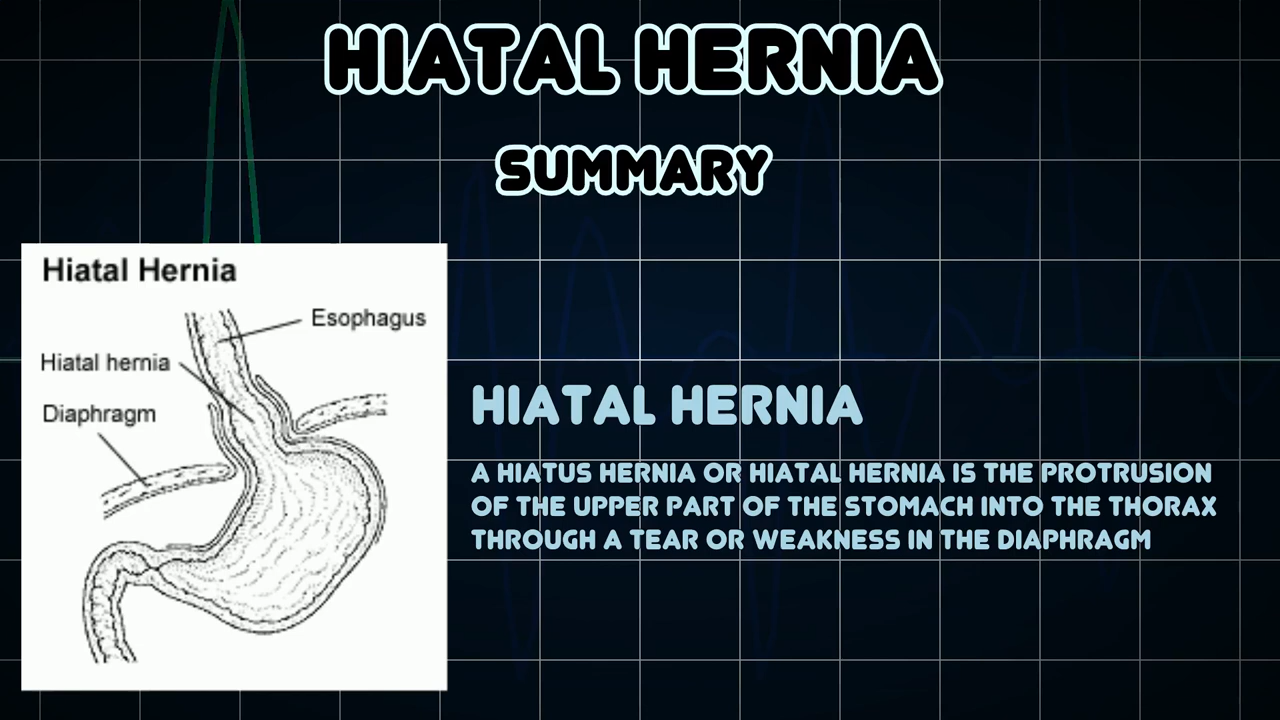 HIATAL HERNIA
SUMMARY
Hiatal Hernia
Esophagus
Hiatal hernia
Diaphragm
HIATAL HERNIA
A HIATUS HERNIA OR HIATAL HERNIA IS THE PROTRUSION
OF THE UPPER PART OF THE STOMACH INTO THE THORAX
THROUGH A TEAR OR WEAKNESS IN THE DIAPHRAGM